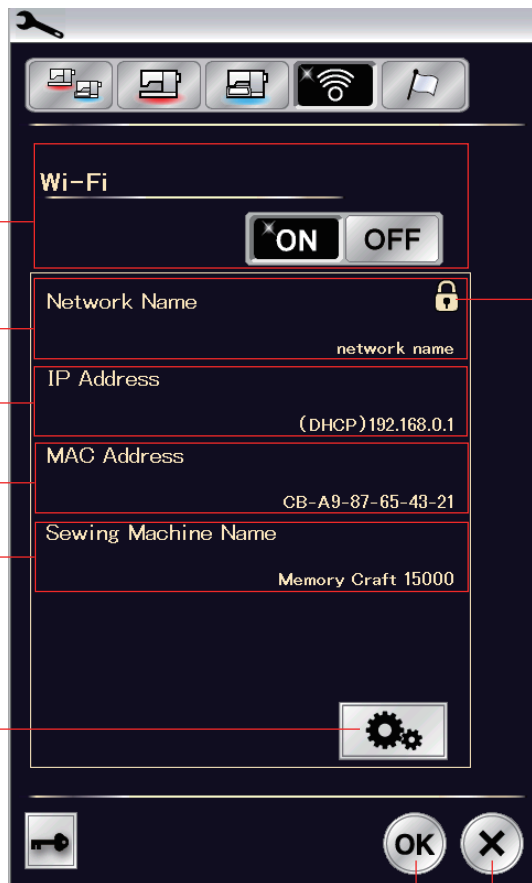 Wi-Fi
ON OFF
Network Name
network name
IP Address
(DHCP)192.168.0.1
MAC Address
CB-A9-87-65-43-21
Sewing Machine Name
Memory Craft 15000
OK